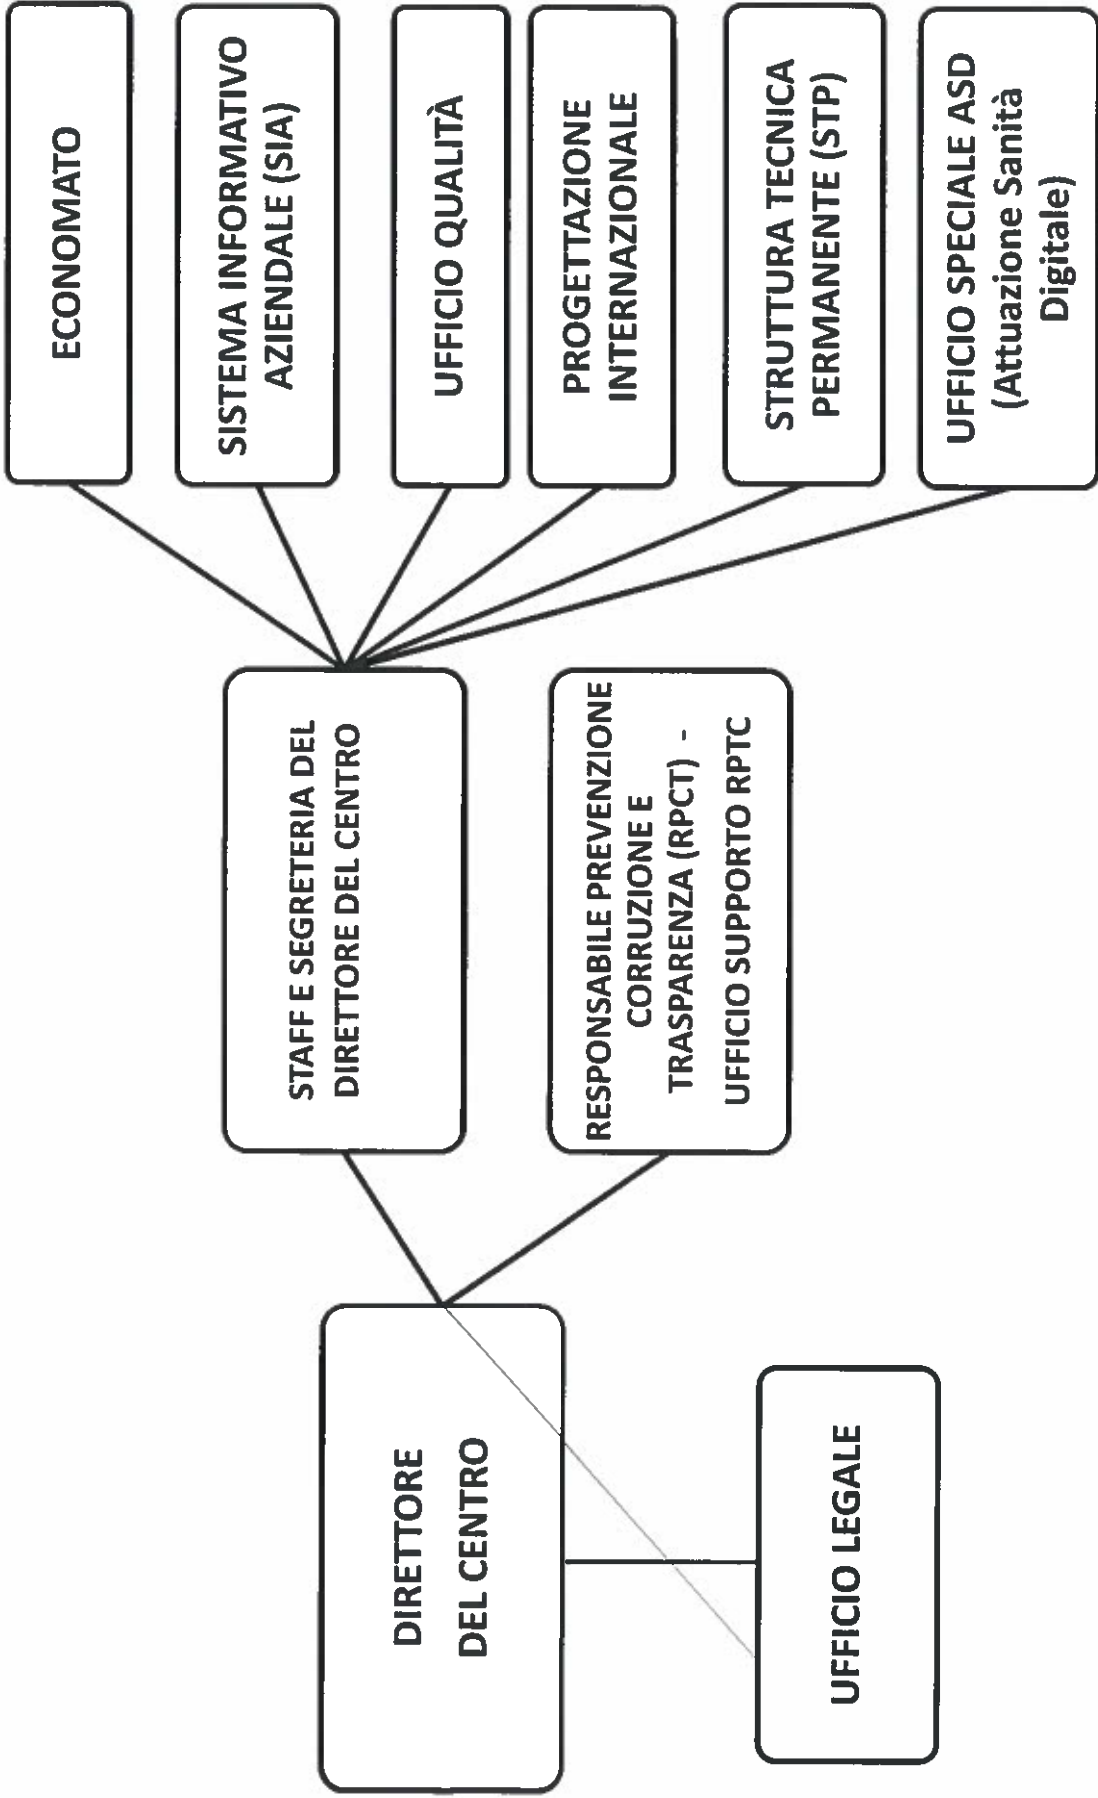 DIRETTORE
DEL CENTRO
UFFICIO LEGALE
STAFF E SEGRETERIA DEL
DIRETTORE DEL CENTRO
RESPONSABILE PREVENZIONE
CORRUZIONE E
TRASPARENZA (RPCT) -
UFFICIO SUPPORTO RPTC
ECONOMATO
SISTEMA INFORMATIVO
AZIENDALE (SIA)
UFFICIO QUALITÀ
PROGETTAZIONE
INTERNAZIONALE
STRUTTURA TECNICA
PERMANENTE (STP)
UFFICIO SPECIALE ASD
(Attuazione Sanità
Digitale)